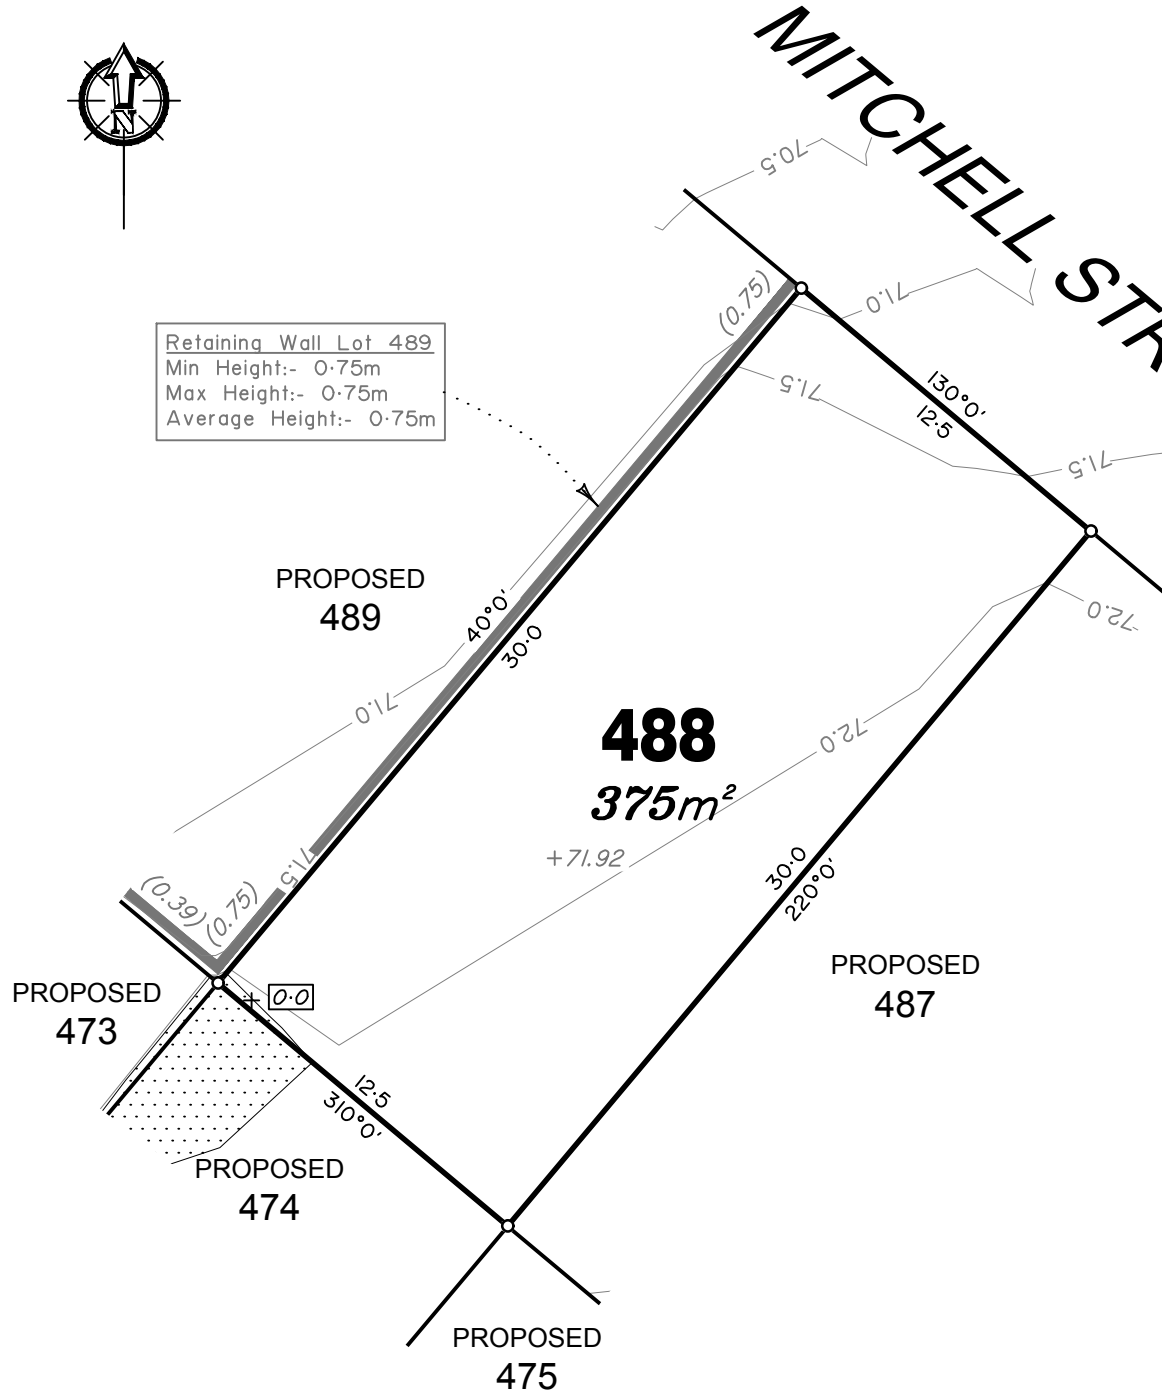 MITCHELL STR
N
70.5
71.0
(0.75)
Retaining Wall Lot 489
Min Height:- 0·75m
Max Height:- 0·75m
Average Height:- 0·75m
71.5
130°0'
12·5
71.5
PROPOSED
489
40°0'
30·0
72.0
71.0
488
375m²
72.0
+71.92
71.5
30·0
220°0'
(0.39)
(0.75)
PROPOSED
487
PROPOSED
473
0·0
12·5
310°0'
PROPOSED
474
PROPOSED
475